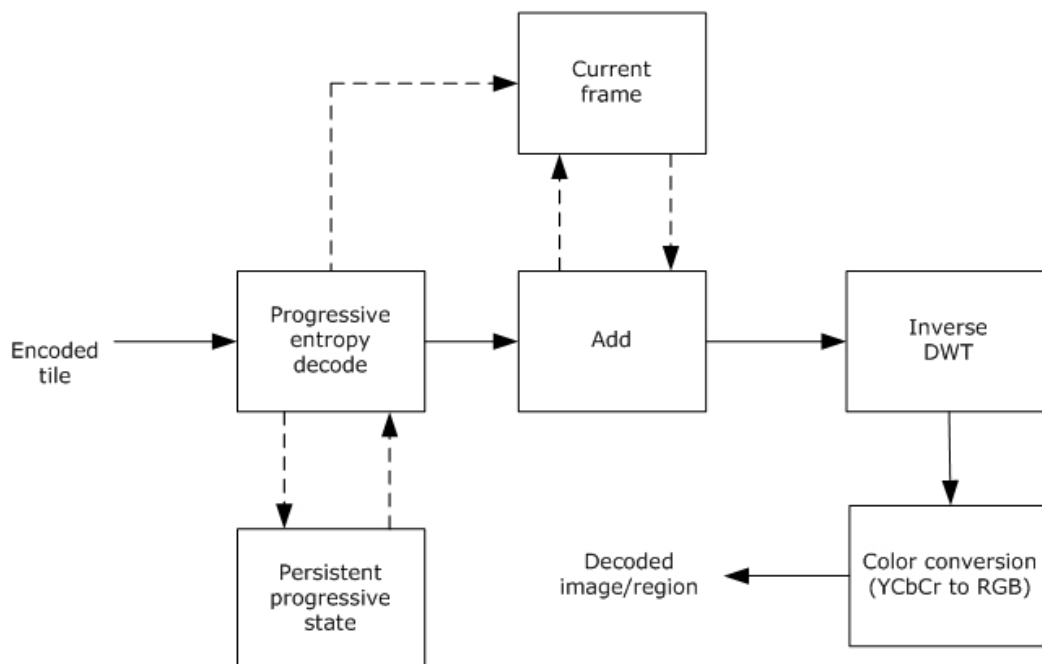 Current
frame
Encoded
tile
Progressive
entropy
decode
Add
Inverse
DWT
Persistent
progressive
state
Decoded
image/region
Color conversion
(YCbCr to RGB)